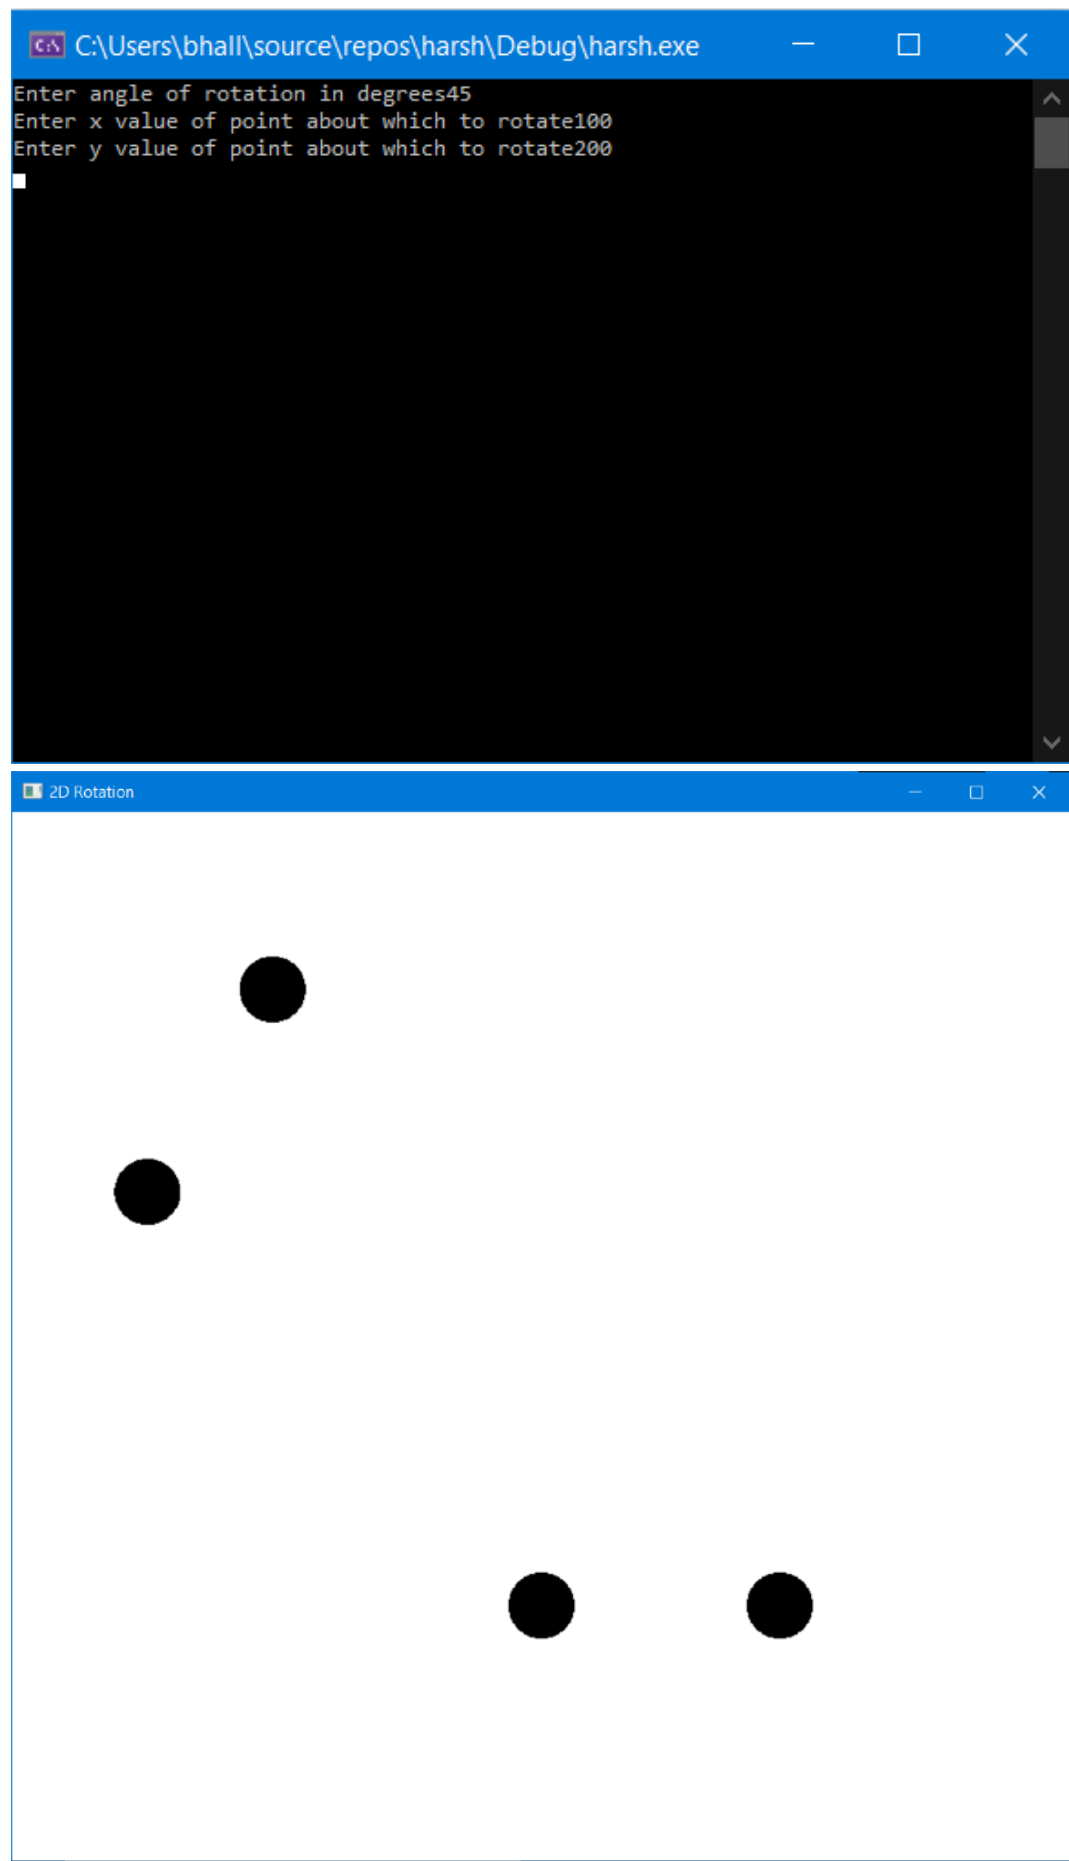 C:\Users\bhall\source\repos\harsh\Debug\harsh.exe
Enter angle of rotation in degrees45
Enter x value of point about which to rotate100
Enter y value of point about which to rotate200
2D Rotation